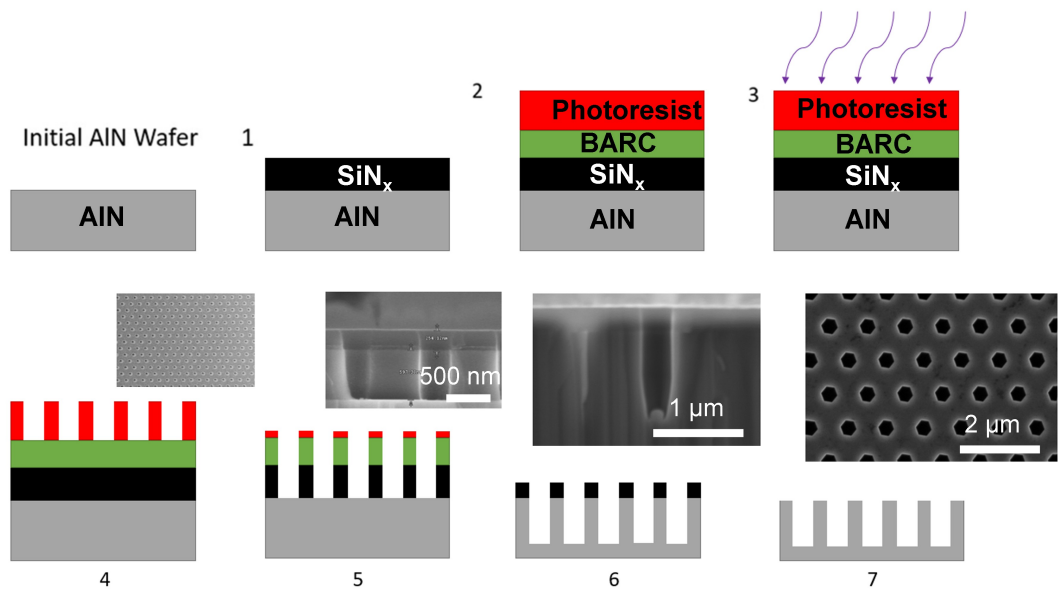 Initial AlN Wafer
AlN
1
SiNx
AlN
2
Photoresist
BARC
SiNx
AlN
3
Photoresist
BARC
SiNx
AlN
500 nm
1 μm
2 μm
4
5
6
7